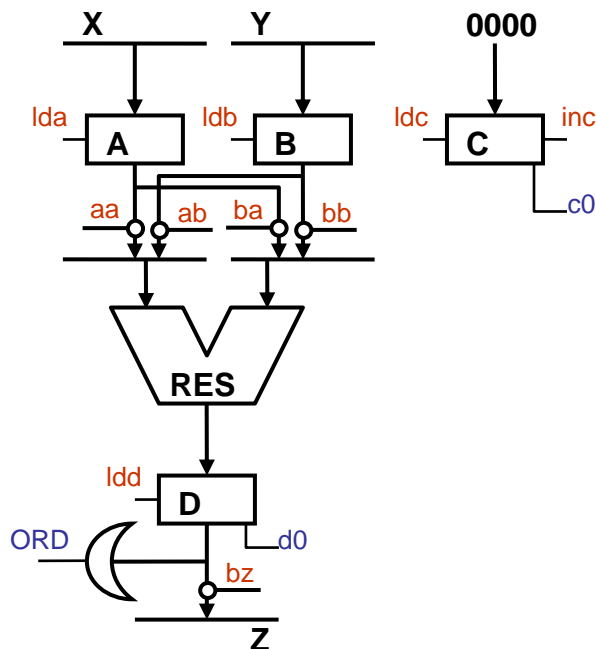 X Y 0000
lda A ldb B ldc C inc
aa ab ba bb c0
RES
ldd D
ORD d0
bz
Z